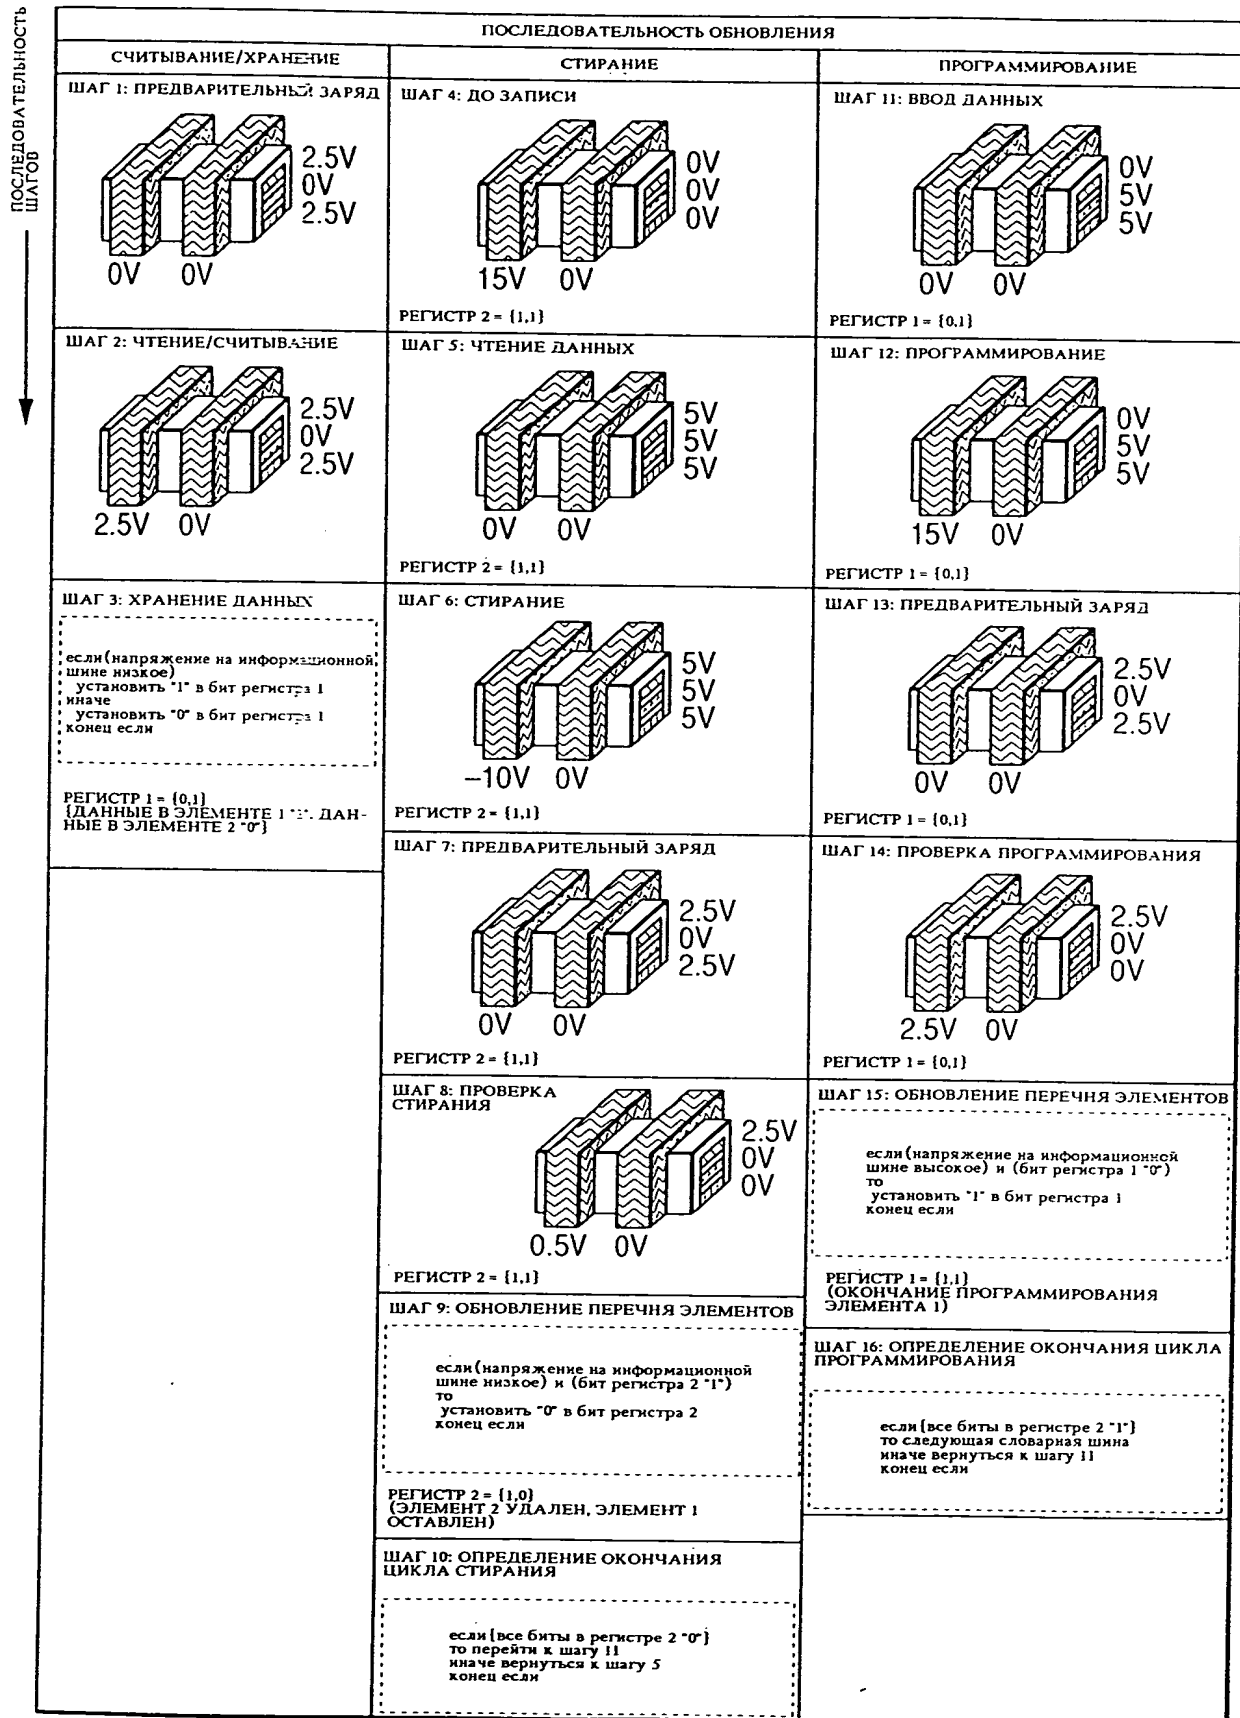 ПОСЛЕДОВАТЕЛЬНОСТЬ
ШАГОВ
ПОСЛЕДОВАТЕЛЬНОСТЬ ОБНОВЛЕНИЯ
СЧИТЫВАНИЕ/ХРАНЕНИЕ
СТИРАНИЕ
ПРОГРАММИРОВАНИЕ
ШАГ 1: ПРЕДВАРИТЕЛЬНЫЙ ЗАРЯД
2.5V
0V
2.5V
0V 0V
ШАГ 2: ЧТЕНИЕ/СЧИТЫВАНИЕ
2.5V
0V
2.5V
2.5V 0V
ШАГ 3: ХРАНЕНИЕ ДАННЫХ
если(напряжение на информационной
шине низкое)
установить "1" в бит регистра 1
иначе
установить "0" в бит регистра 1
конец если
РЕГИСТР 1 = {0,1}
{ДАННЫЕ В ЭЛЕМЕНТЕ 1 "1", ДАН-
НЫЕ В ЭЛЕМЕНТЕ 2 "0"}
ШАГ 4: ДО ЗАПИСИ
0V
0V
0V
15V 0V
РЕГИСТР 2 = {1,1}
ШАГ 5: ЧТЕНИЕ ДАННЫХ
5V
5V
5V
0V 0V
РЕГИСТР 2 = {1,1}
ШАГ 6: СТИРАНИЕ
5V
5V
5V
–10V 0V
РЕГИСТР 2 = {1,1}
ШАГ 7: ПРЕДВАРИТЕЛЬНЫЙ ЗАРЯД
2.5V
0V
2.5V
0V 0V
РЕГИСТР 2 = {1,1}
ШАГ 8: ПРОВЕРКА
СТИРАНИЯ
2.5V
0V
0V
0.5V 0V
РЕГИСТР 2 = {1,1}
ШАГ 9: ОБНОВЛЕНИЕ ПЕРЕЧНЯ ЭЛЕМЕНТОВ
если(напряжение на информационной
шине низкое) и (бит регистра 2 "1")
то
установить "0" в бит регистра 2
конец если
РЕГИСТР 2 = {1,0}
(ЭЛЕМЕНТ 2 УДАЛЕН, ЭЛЕМЕНТ 1
ОСТАВЛЕН)
ШАГ 10: ОПРЕДЕЛЕНИЕ ОКОНЧАНИЯ
ЦИКЛА СТИРАНИЯ
если{все биты в регистре 2 "0"}
то перейти к шагу 11
иначе вернуться к шагу 5
конец если
ШАГ 11: ВВОД ДАННЫХ
0V
5V
5V
0V 0V
РЕГИСТР 1 = {0,1}
ШАГ 12: ПРОГРАММИРОВАНИЕ
0V
5V
5V
15V 0V
РЕГИСТР 1 = {0,1}
ШАГ 13: ПРЕДВАРИТЕЛЬНЫЙ ЗАРЯД
2.5V
0V
2.5V
0V 0V
РЕГИСТР 1 = {0,1}
ШАГ 14: ПРОВЕРКА ПРОГРАММИРОВАНИЯ
2.5V
0V
0V
2.5V 0V
РЕГИСТР 1 = {0,1}
ШАГ 15: ОБНОВЛЕНИЕ ПЕРЕЧНЯ ЭЛЕМЕНТОВ
если(напряжение на информационной
шине высокое) и (бит регистра 1 "0")
то
установить "1" в бит регистра 1
конец если
РЕГИСТР 1 = {1,1}
(ОКОНЧАНИЕ ПРОГРАММИРОВАНИЯ
ЭЛЕМЕНТА 1)
ШАГ 16: ОПРЕДЕЛЕНИЕ ОКОНЧАНИЯ ЦИКЛА
ПРОГРАММИРОВАНИЯ
если{все биты в регистре 2 "1"}
то следующая словарная шина
иначе вернуться к шагу 11
конец если